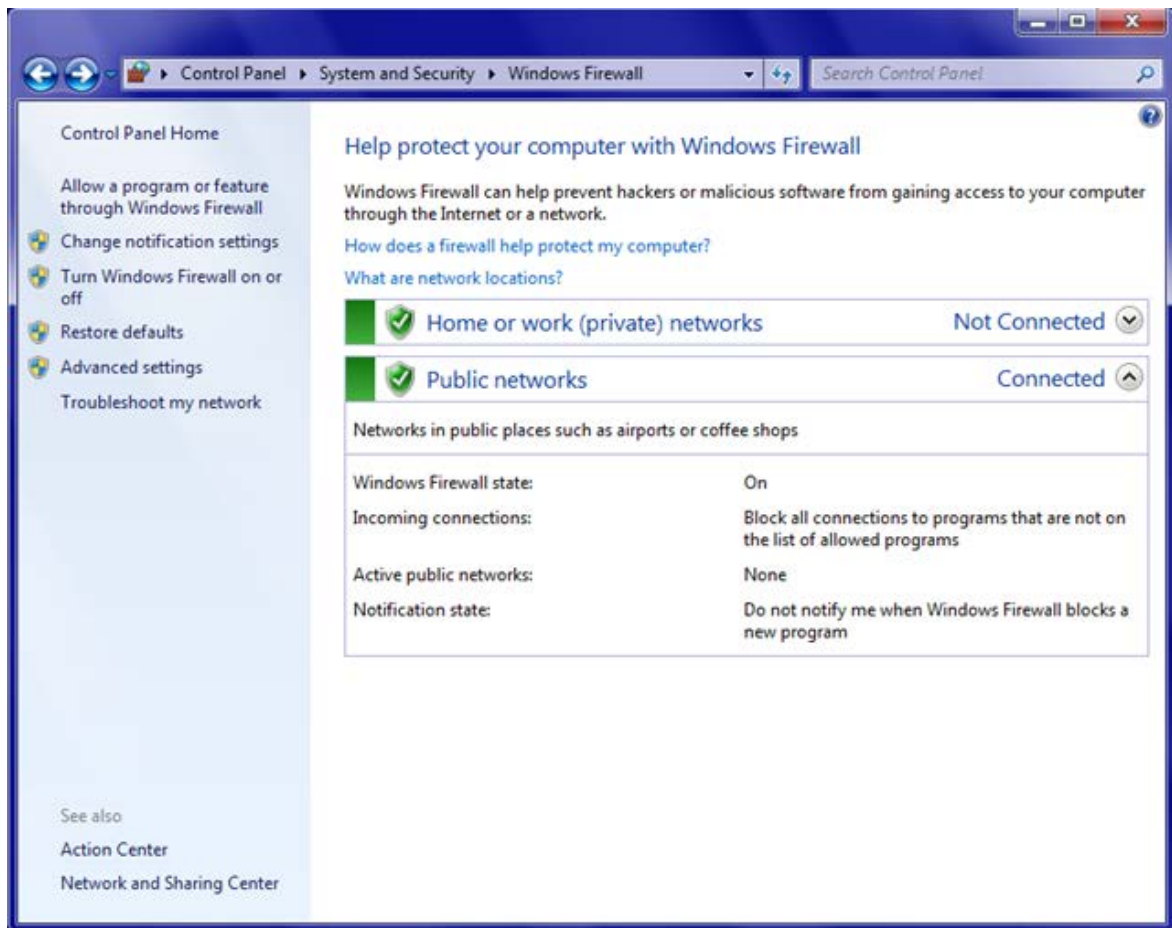 Control Panel ▸ System and Security ▸ Windows Firewall
Search Control Panel
Control Panel Home
Allow a program or feature
through Windows Firewall
Change notification settings
Turn Windows Firewall on or
off
Restore defaults
Advanced settings
Troubleshoot my network
See also
Action Center
Network and Sharing Center
Help protect your computer with Windows Firewall
Windows Firewall can help prevent hackers or malicious software from gaining access to your computer
through the Internet or a network.
How does a firewall help protect my computer?
What are network locations?
Home or work (private) networks Not Connected
Public networks Connected
Networks in public places such as airports or coffee shops
Windows Firewall state: On
Incoming connections: Block all connections to programs that are not on
the list of allowed programs
Active public networks: None
Notification state: Do not notify me when Windows Firewall blocks a
new program